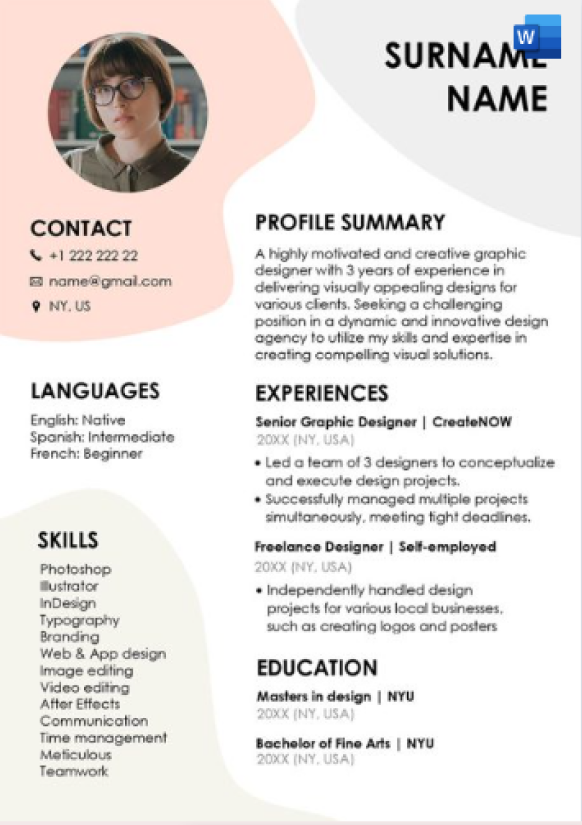 W
SURNAME
NAME
CONTACT
+1 222 222 22
name@gmail.com
NY, US
LANGUAGES
English: Native
Spanish: Intermediate
French: Beginner
SKILLS
Photoshop
Illustrator
InDesign
Typography
Branding
Web & App design
Image editing
Video editing
After Effects
Communication
Time management
Meticulous
Teamwork
PROFILE SUMMARY
A highly motivated and creative graphic
designer with 3 years of experience in
delivering visually appealing designs for
various clients. Seeking a challenging
position in a dynamic and innovative design
agency to utilize my skills and expertise in
creating compelling visual solutions.
EXPERIENCES
Senior Graphic Designer | CreateNOW
20XX (NY, USA)
• Led a team of 3 designers to conceptualize
and execute design projects.
• Successfully managed multiple projects
simultaneously, meeting tight deadlines.
Freelance Designer | Self-employed
20XX (NY, USA)
• Independently handled design
projects for various local businesses,
such as creating logos and posters
EDUCATION
Masters in design | NYU
20XX (NY, USA)
Bachelor of Fine Arts | NYU
20XX (NY, USA)